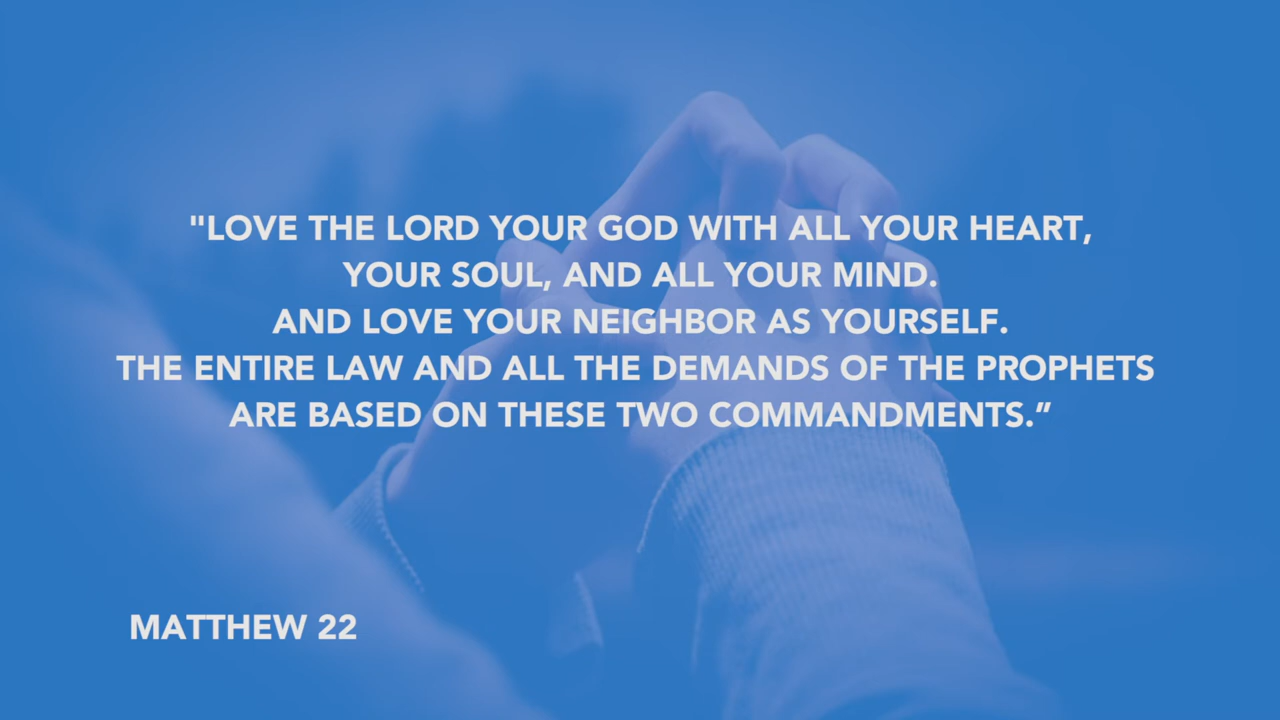 "LOVE THE LORD YOUR GOD WITH ALL YOUR HEART,
YOUR SOUL, AND ALL YOUR MIND.
AND LOVE YOUR NEIGHBOR AS YOURSELF.
THE ENTIRE LAW AND ALL THE DEMANDS OF THE PROPHETS
ARE BASED ON THESE TWO COMMANDMENTS.”
MATTHEW 22